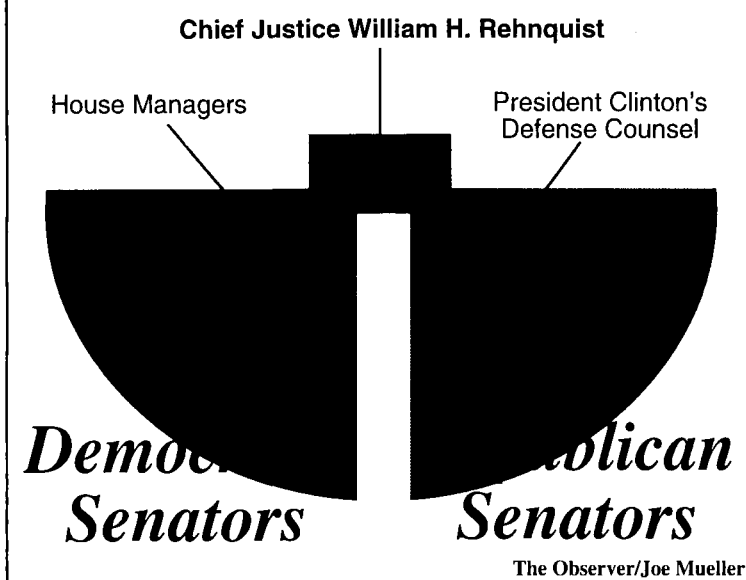 Chief Justice William H. Rehnquist
House Managers
President Clinton's
Defense Counsel
Senators
Senators
The Observer/Joe Mueller